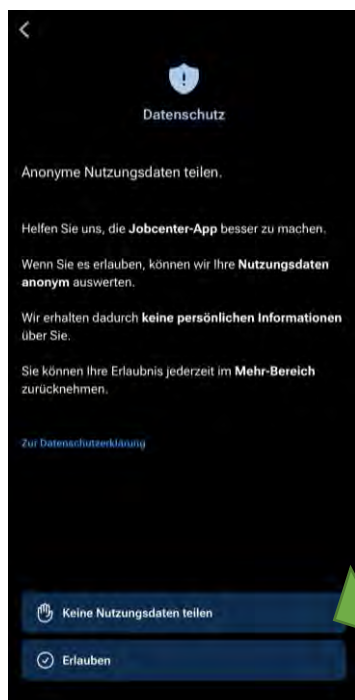 Datenschutz
Anonyme Nutzungsdaten teilen.
Helfen Sie uns, die Jobcenter-App besser zu machen.
Wenn Sie es erlauben, können wir Ihre Nutzungsdaten
anonym auswerten.
Wir erhalten dadurch keine persönlichen Informationen
über Sie.
Sie können Ihre Erlaubnis jederzeit im Mehr-Bereich
zurücknehmen.
Zur Datenschutzerklärung
Keine Nutzungsdaten teilen
Erlauben